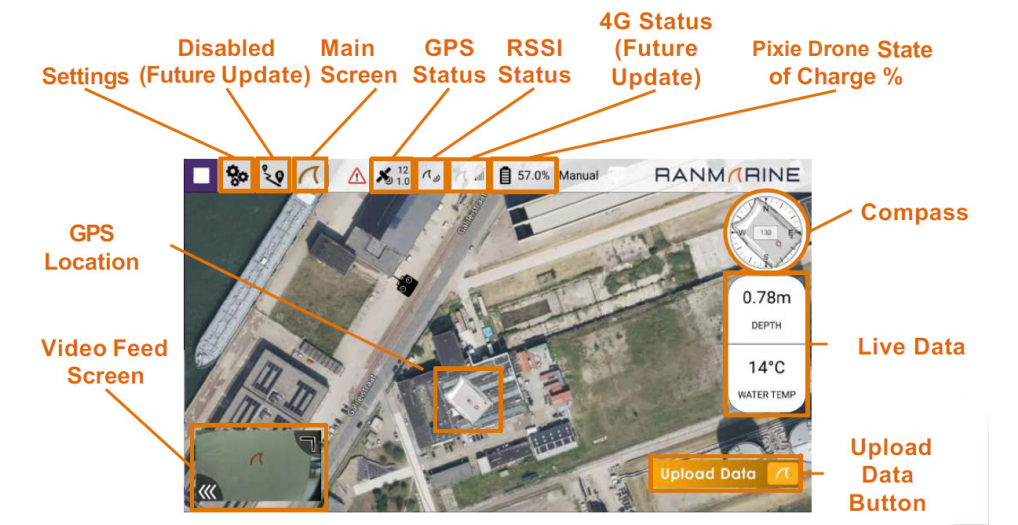 4G Status
(Future
Update)
Disabled
(Future Update)
Main
Screen
GPS
Status
RSSI
Status
Pixie Drone State
of Charge %
Settings
12
1.0
57.0%
Manual
RANMARINE
Galileistraat
N
W
E
S
Compass
GPS
Location
0.78m
DEPTH
14°C
WATER TEMP
Live Data
Video Feed
Screen
Galileistraat
Upload Data
Upload
Data
Button